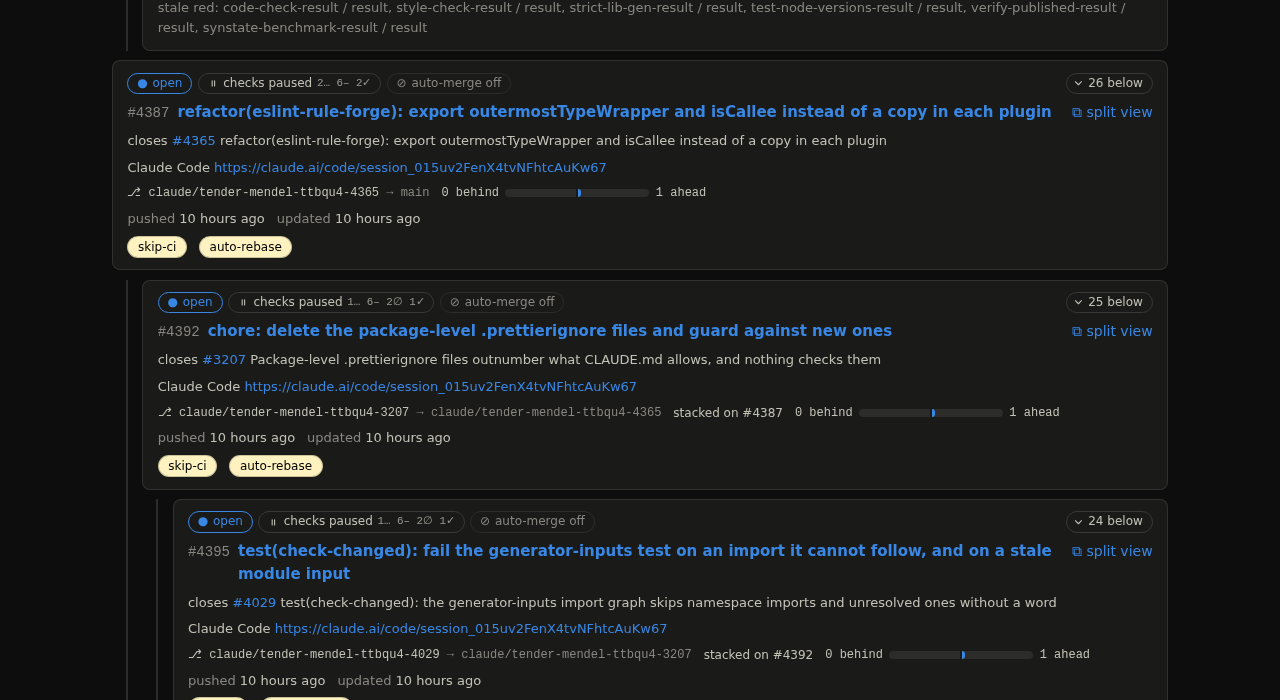 stale red: code-check-result / result, style-check-result / result, strict-lib-gen-result / result, test-node-versions-result / result, verify-published-result /
result, synstate-benchmark-result / result
open ⏸ checks paused 2… 6– 2✓ ⊘ auto-merge off 26 below
#4387 refactor(eslint-rule-forge): export outermostTypeWrapper and isCallee instead of a copy in each plugin ⧉ split view
closes #4365 refactor(eslint-rule-forge): export outermostTypeWrapper and isCallee instead of a copy in each plugin
Claude Code https://claude.ai/code/session_015uv2FenX4tvNFhtcAuKw67
⎇ claude/tender-mendel-ttbqu4-4365 → main 0 behind 1 ahead
pushed 10 hours ago updated 10 hours ago
skip-ci auto-rebase
open ⏸ checks paused 1… 6– 2∅ 1✓ ⊘ auto-merge off 25 below
#4392 chore: delete the package-level .prettierignore files and guard against new ones ⧉ split view
closes #3207 Package-level .prettierignore files outnumber what CLAUDE.md allows, and nothing checks them
Claude Code https://claude.ai/code/session_015uv2FenX4tvNFhtcAuKw67
⎇ claude/tender-mendel-ttbqu4-3207 → claude/tender-mendel-ttbqu4-4365 stacked on #4387 0 behind 1 ahead
pushed 10 hours ago updated 10 hours ago
skip-ci auto-rebase
open ⏸ checks paused 1… 6– 2∅ 1✓ ⊘ auto-merge off 24 below
#4395 test(check-changed): fail the generator-inputs test on an import it cannot follow, and on a stale ⧉ split view
module input
closes #4029 test(check-changed): the generator-inputs import graph skips namespace imports and unresolved ones without a word
Claude Code https://claude.ai/code/session_015uv2FenX4tvNFhtcAuKw67
⎇ claude/tender-mendel-ttbqu4-4029 → claude/tender-mendel-ttbqu4-3207 stacked on #4392 0 behind 1 ahead
pushed 10 hours ago updated 10 hours ago